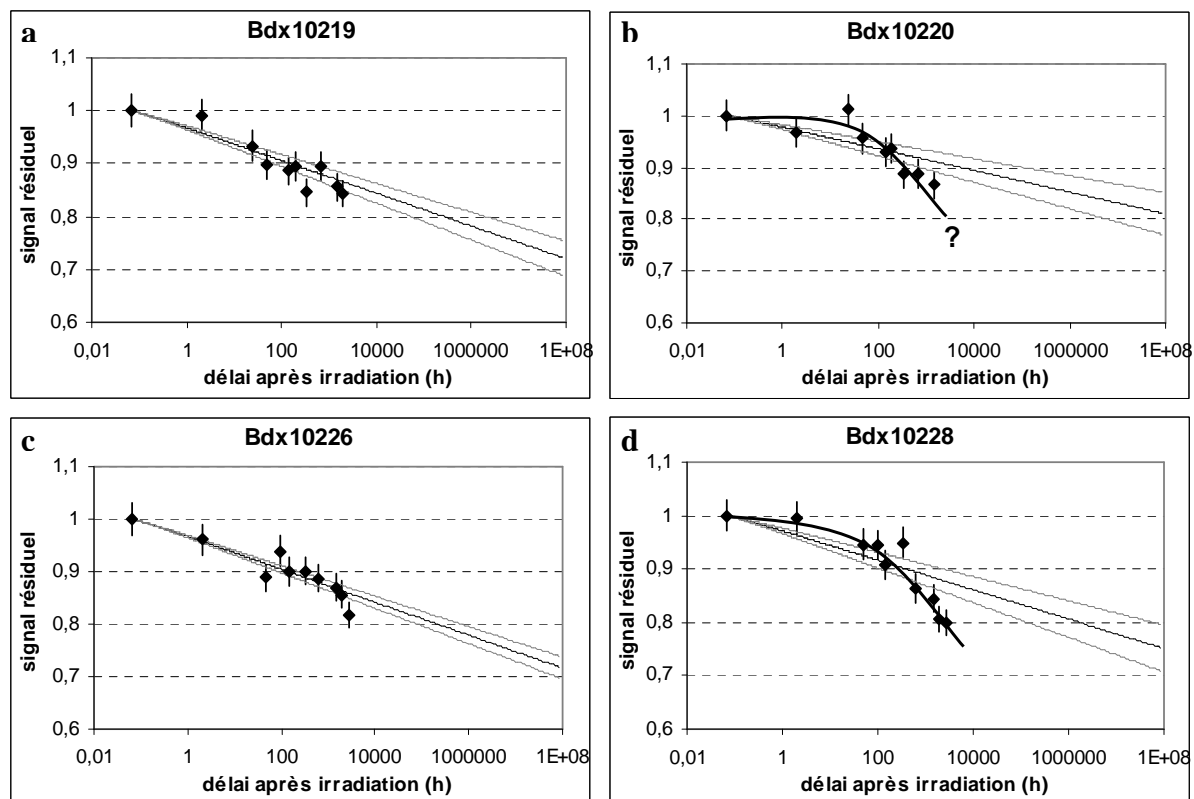 a
Bdx10219
1,1
1
0,9
0,8
0,7
0,6
signal résiduel
0,01 1 100 10000 1000000 1E+08
délai après irradiation (h)
b
Bdx10220
1,1
1
0,9
0,8
0,7
0,6
signal résiduel
?
0,01 1 100 10000 1000000 1E+08
délai après irradiation (h)
c
Bdx10226
1,1
1
0,9
0,8
0,7
0,6
signal résiduel
0,01 1 100 10000 1000000 1E+08
délai après irradiation (h)
d
Bdx10228
1,1
1
0,9
0,8
0,7
0,6
signal résiduel
0,01 1 100 10000 1000000 1E+08
délai après irradiation (h)